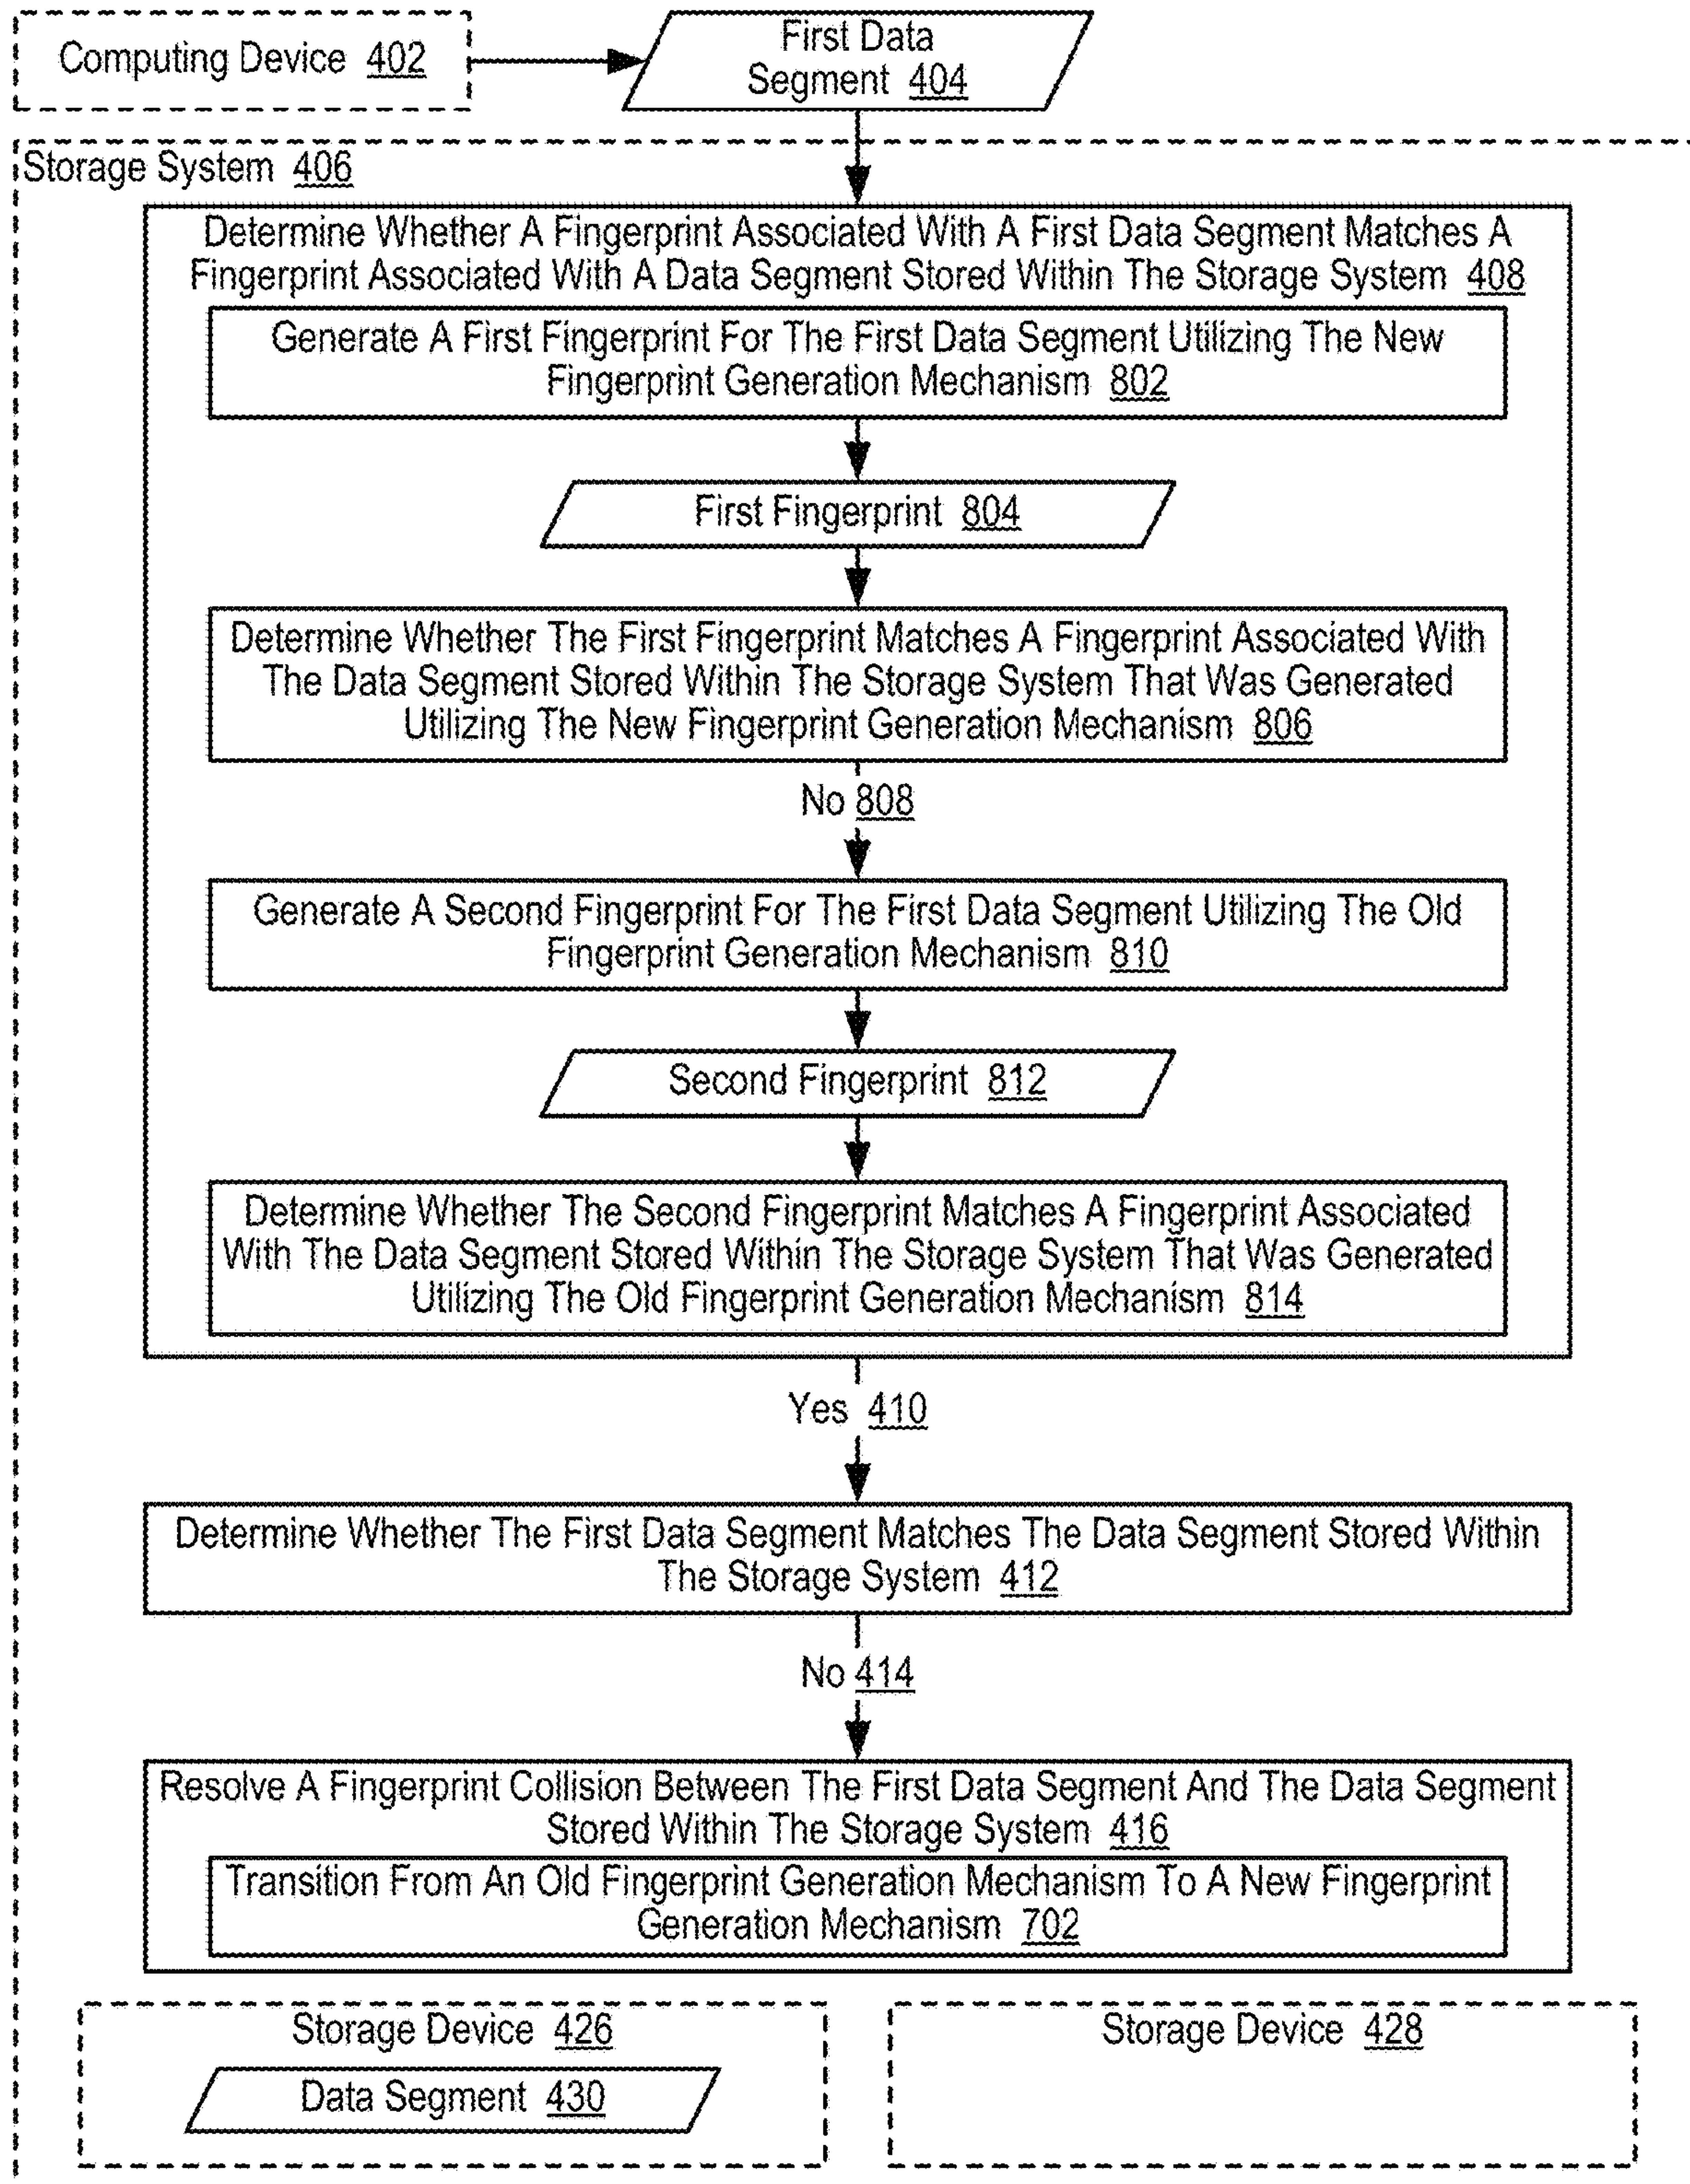 Computing Device 402
First Data
Segment 404
Storage System 406
Determine Whether A Fingerprint Associated With A First Data Segment Matches A
Fingerprint Associated With A Data Segment Stored Within The Storage System 408
Generate A First Fingerprint For The First Data Segment Utilizing The New
Fingerprint Generation Mechanism 802
First Fingerprint 804
Determine Whether The First Fingerprint Matches A Fingerprint Associated With
The Data Segment Stored Within The Storage System That Was Generated
Utilizing The New Fingerprint Generation Mechanism 806
No 808
Generate A Second Fingerprint For The First Data Segment Utilizing The Old
Fingerprint Generation Mechanism 810
Second Fingerprint 812
Determine Whether The Second Fingerprint Matches A Fingerprint Associated
With The Data Segment Stored Within The Storage System That Was Generated
Utilizing The Old Fingerprint Generation Mechanism 814
Yes 410
Determine Whether The First Data Segment Matches The Data Segment Stored Within
The Storage System 412
No 414
Resolve A Fingerprint Collision Between The First Data Segment And The Data Segment
Stored Within The Storage System 416
Transition From An Old Fingerprint Generation Mechanism To A New Fingerprint
Generation Mechanism 702
Storage Device 426
Data Segment 430
Storage Device 428